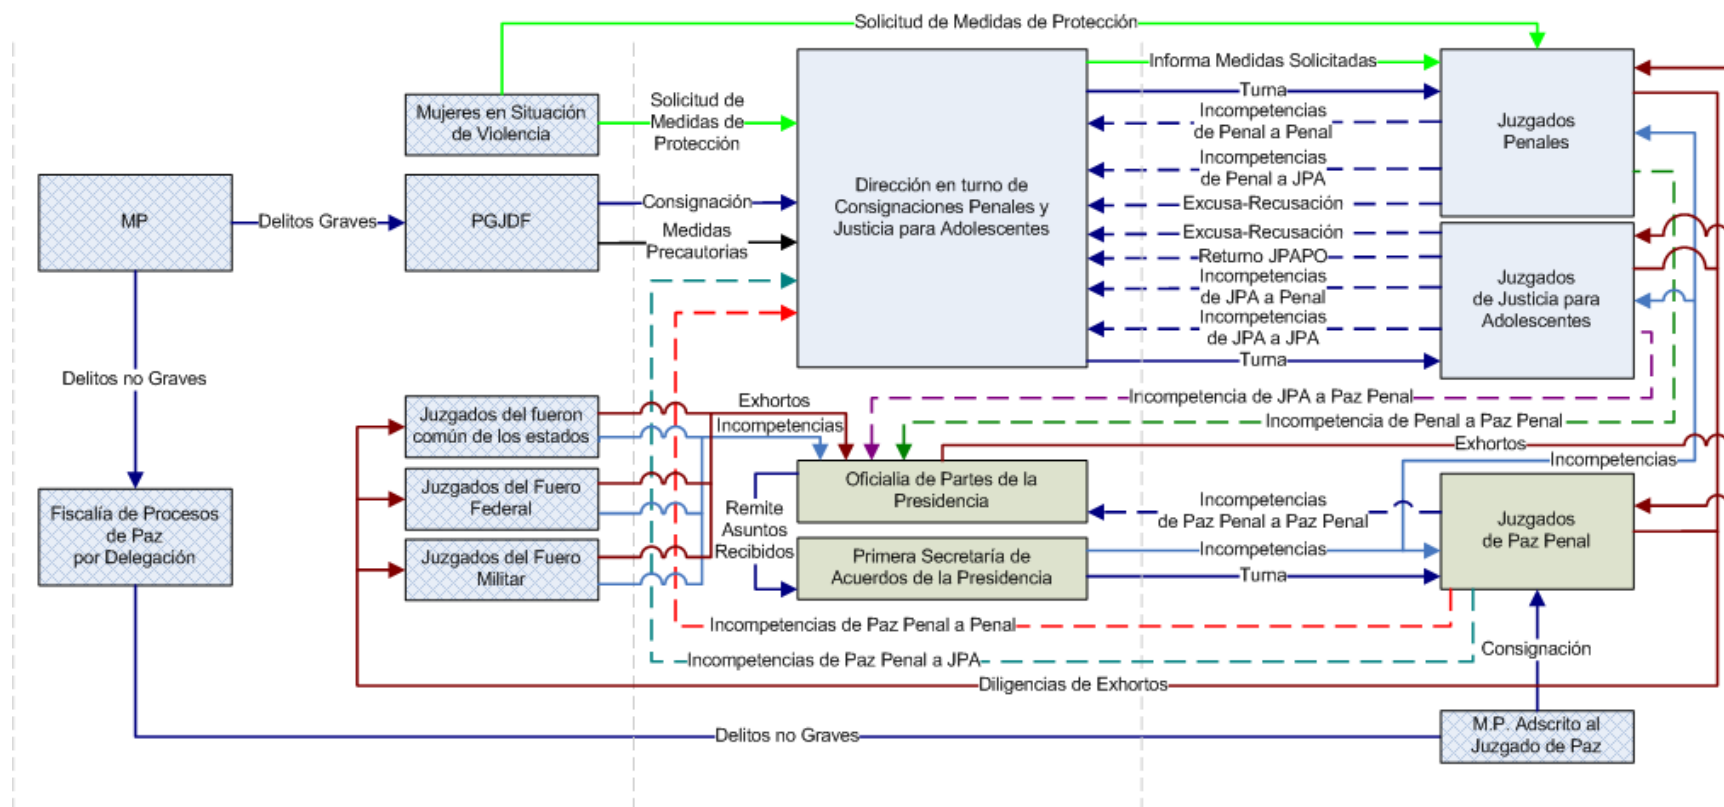 Solicitud de Medidas de Protección
Mujeres en Situación
de Violencia
Solicitud de
Medidas de
Protección
MP
Delitos Graves
PGJDF
Consignación
Medidas
Precautorias
Dirección en turno de
Consignaciones Penales y
Justicia para Adolescentes
Informa Medidas Solicitadas
Turna
Incompetencias
de Penal a Penal
Incompetencias
de Penal a JPA
Excusa-Recusación
Juzgados
Penales
Excusa-Recusación
Returno JPAPO
Incompetencias
de JPA a Penal
Incompetencias
de JPA a JPA
Turna
Juzgados
de Justicia para
Adolescentes
Delitos no Graves
Incompetencia de JPA a Paz Penal
Incompetencia de Penal a Paz Penal
Exhortos
Incompetencias
Juzgados del fueron
común de los estados
Exhortos
Incompetencias
Juzgados del Fuero
Federal
Juzgados del Fuero
Militar
Oficialia de Partes de la
Presidencia
Remite
Asuntos
Recibidos
Primera Secretaría de
Acuerdos de la Presidencia
Incompetencias
de Paz Penal a Paz Penal
Incompetencias
Turna
Juzgados
de Paz Penal
Fiscalía de Procesos
de Paz
por Delegación
Incompetencias de Paz Penal a Penal
Incompetencias de Paz Penal a JPA
Consignación
Diligencias de Exhortos
Delitos no Graves
M.P. Adscrito al
Juzgado de Paz